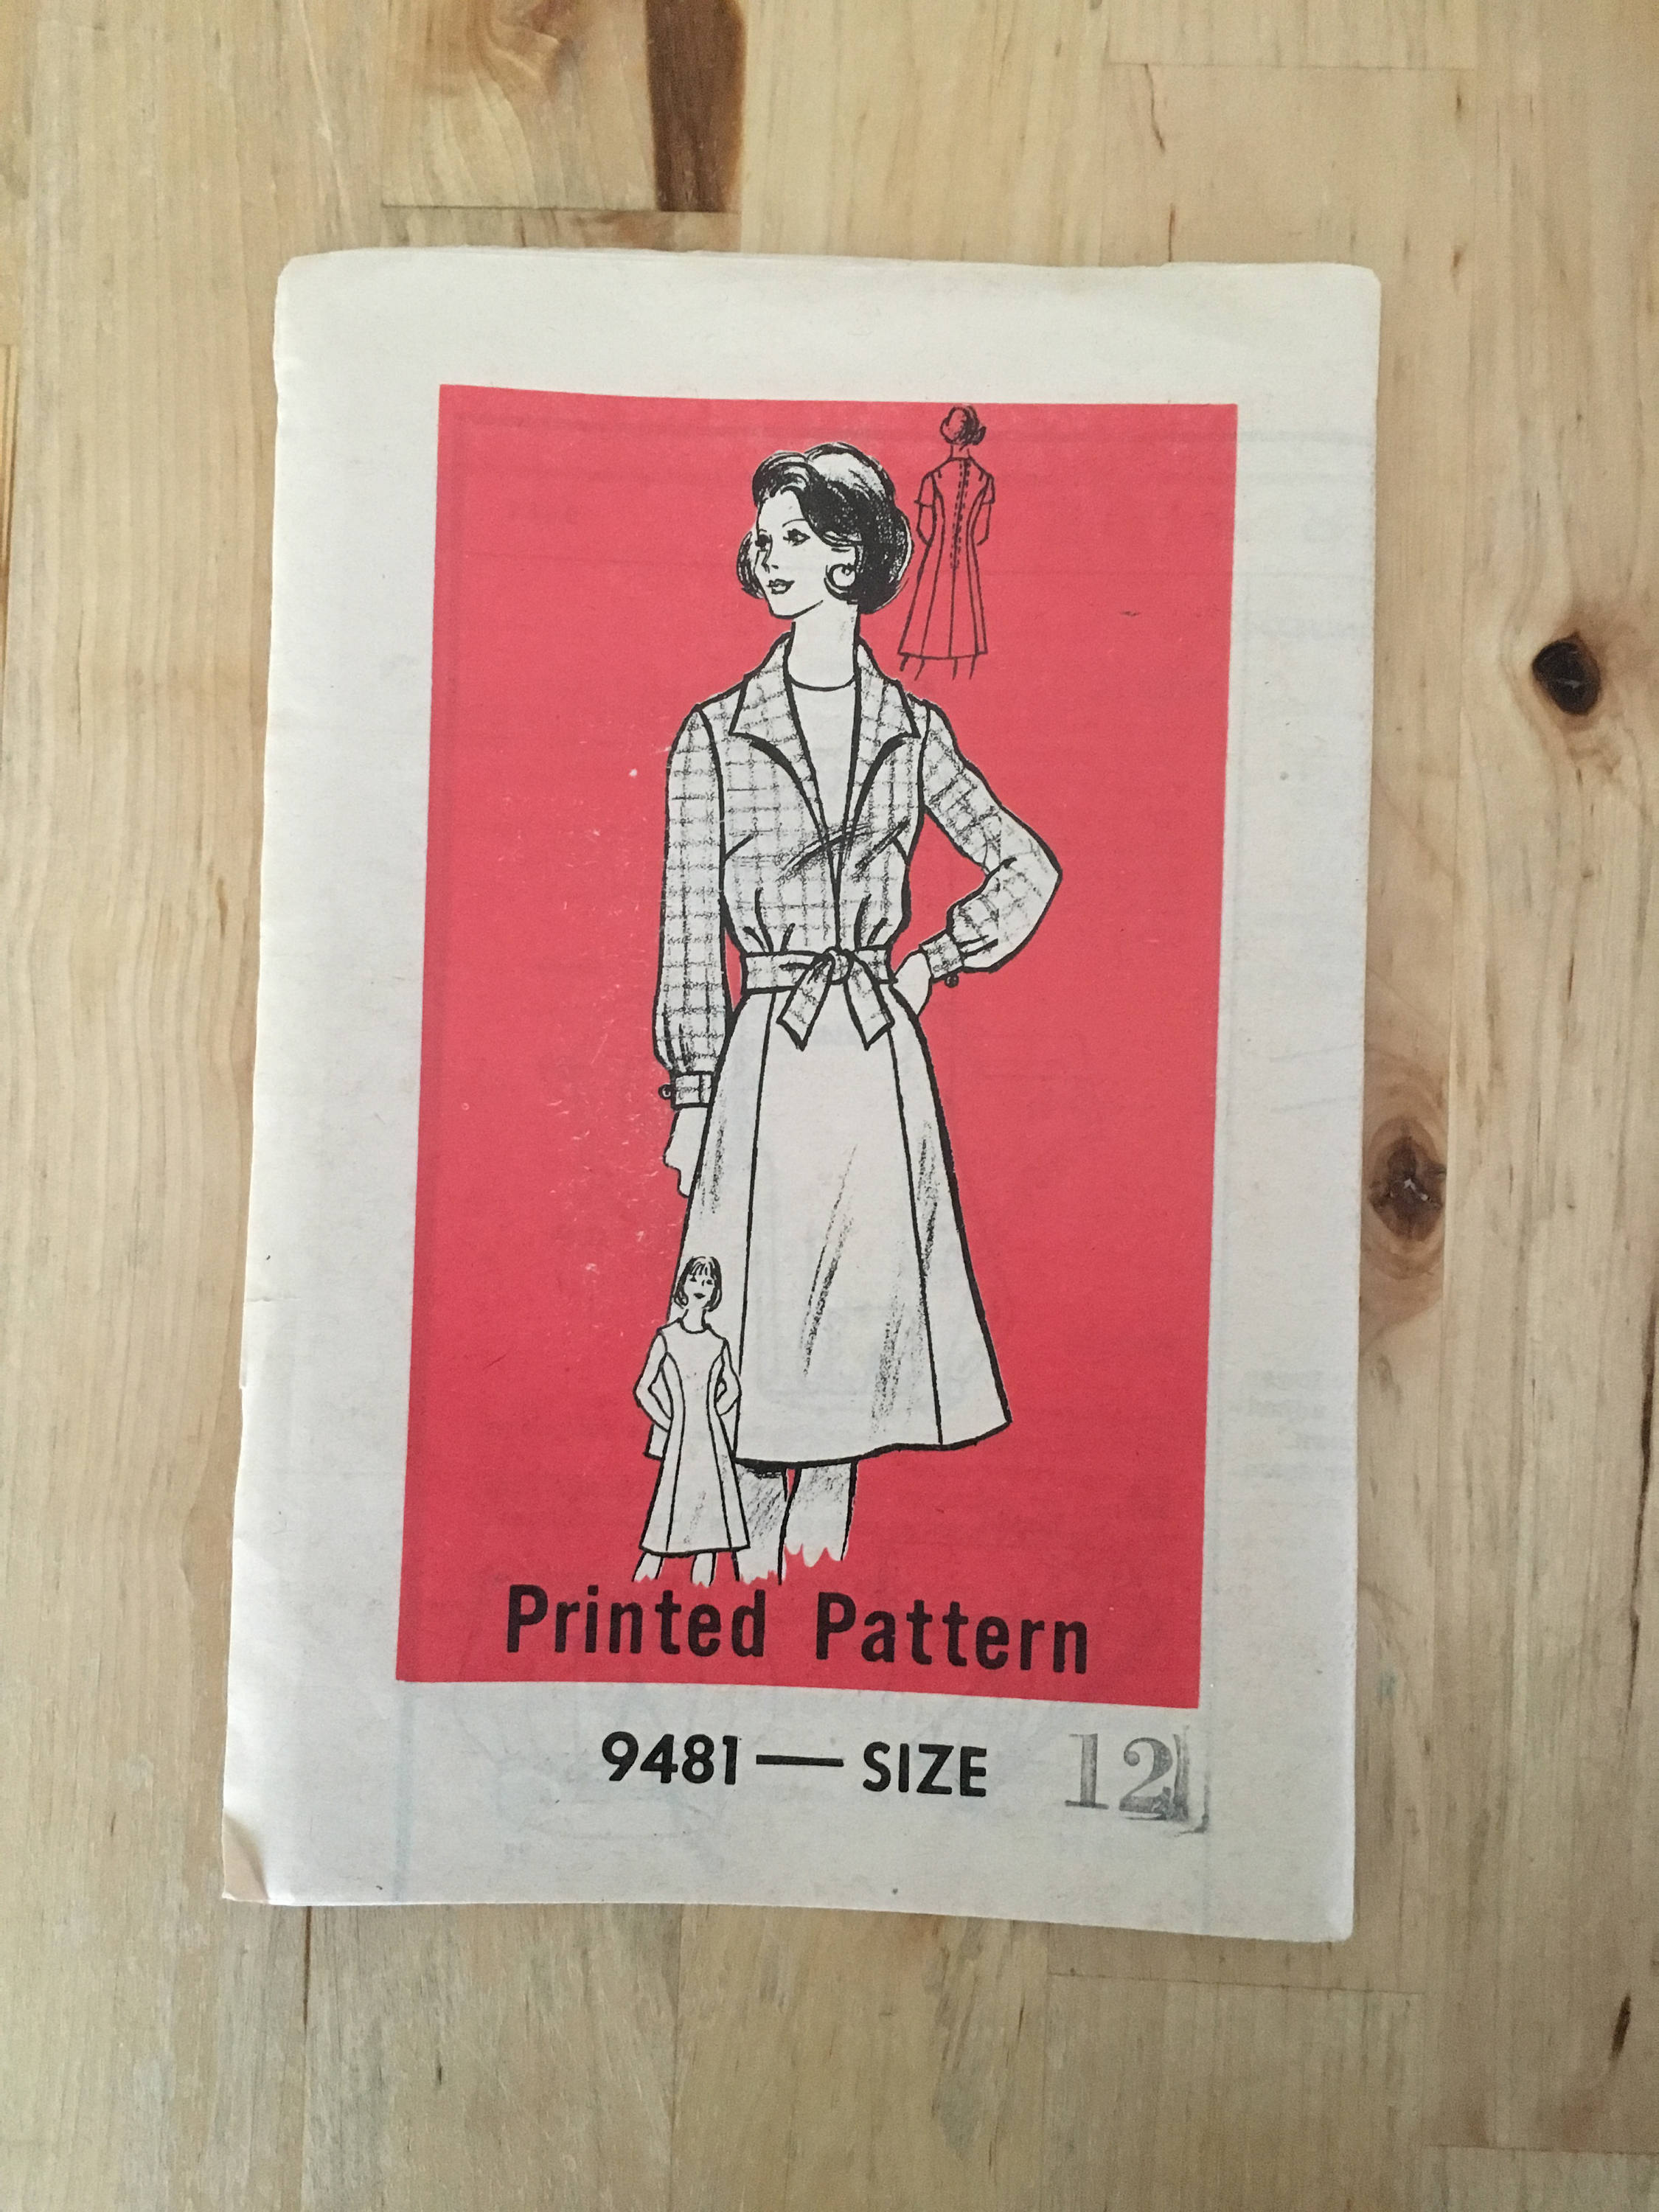 Printed Pattern
9481 — SIZE 12